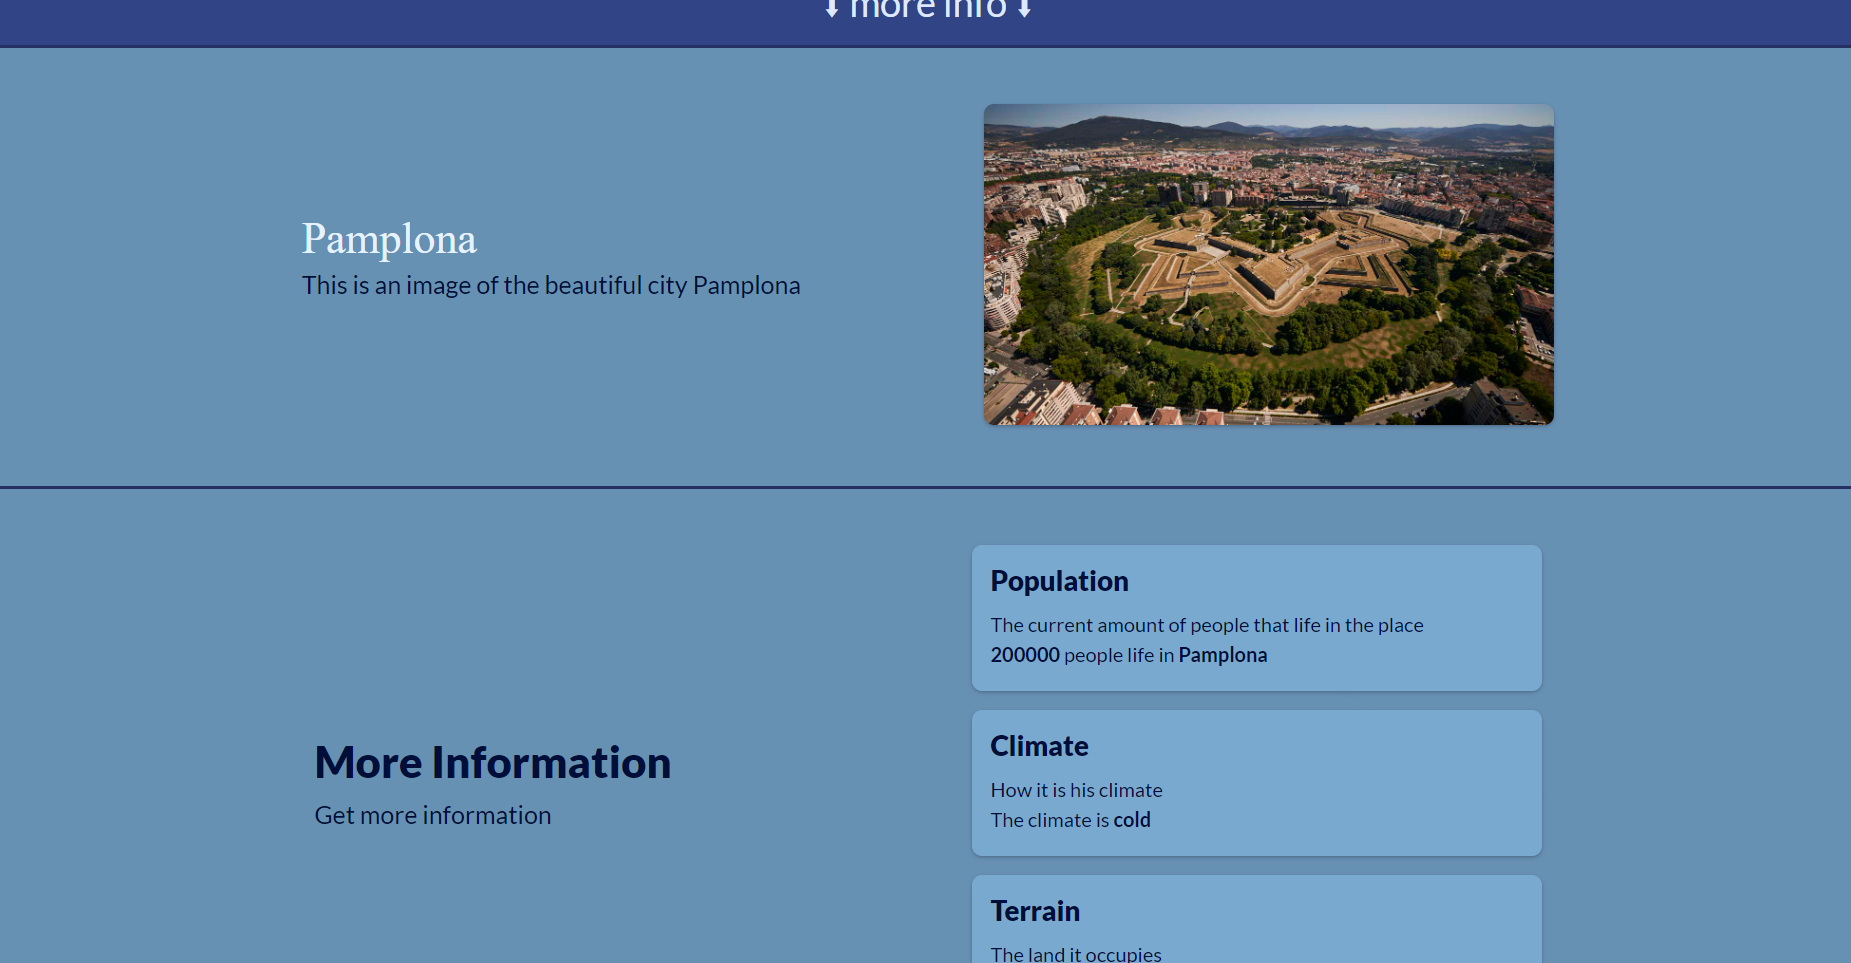 ⬇ more info ⬇
Pamplona
This is an image of the beautiful city Pamplona
Population
The current amount of people that life in the place
200000 people life in Pamplona
More Information
Get more information
Climate
How it is his climate
The climate is cold
Terrain
The land it occupies